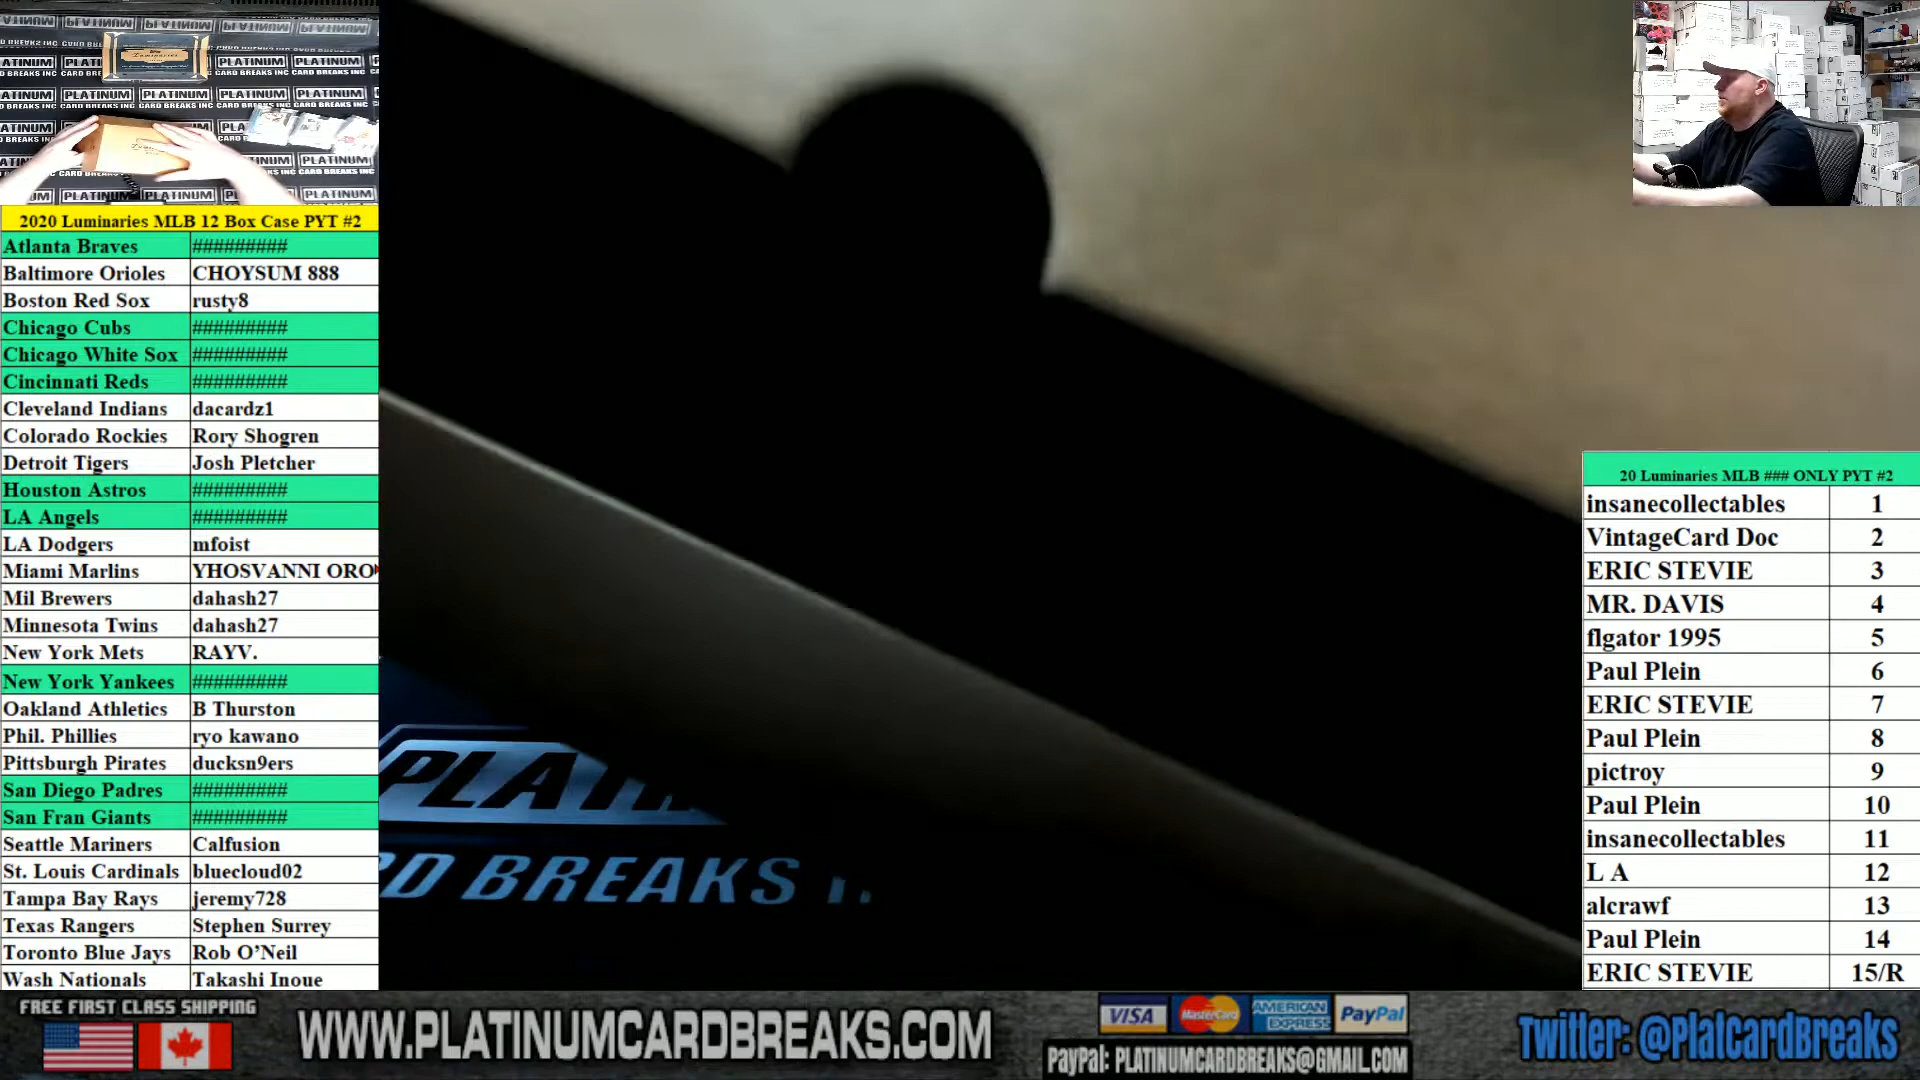 2020 Luminaries MLB 12 Box Case PYT #2
Atlanta Braves #########
Baltimore Orioles CHOYSUM 888
Boston Red Sox rusty8
Chicago Cubs #########
Chicago White Sox #########
Cincinnati Reds #########
Cleveland Indians dacardz1
Colorado Rockies Rory Shogren
Detroit Tigers Josh Pletcher
Houston Astros #########
LA Angels #########
LA Dodgers mfoist
Miami Marlins YHOSVANNI ORO
Mil Brewers dahash27
Minnesota Twins dahash27
New York Mets RAYV.
New York Yankees #########
Oakland Athletics B Thurston
Phil. Phillies ryo kawano
Pittsburgh Pirates ducksn9ers
San Diego Padres #########
San Fran Giants #########
Seattle Mariners Calfusion
St. Louis Cardinals bluecloud02
Tampa Bay Rays jeremy728
Texas Rangers Stephen Surrey
Toronto Blue Jays Rob O’Neil
Wash Nationals Takashi Inoue
CARD BREAKS INC
PLATINUM
BREAKS
20 Luminaries MLB ### ONLY PYT #2
insanecollectables 1
VintageCard Doc 2
ERIC STEVIE 3
MR. DAVIS 4
flgator 1995 5
Paul Plein 6
ERIC STEVIE 7
Paul Plein 8
pictroy 9
Paul Plein 10
insanecollectables 11
L A 12
alcrawf 13
Paul Plein 14
ERIC STEVIE 15/R
FREE FIRST CLASS SHIPPING
WWW.PLATINUMCARDBREAKS.COM
VISA MasterCard AMERICAN EXPRESS PayPal
PayPal: PLATINUMCARDBREAKS@GMAIL.COM
Twitter: @PlatCardBreaks